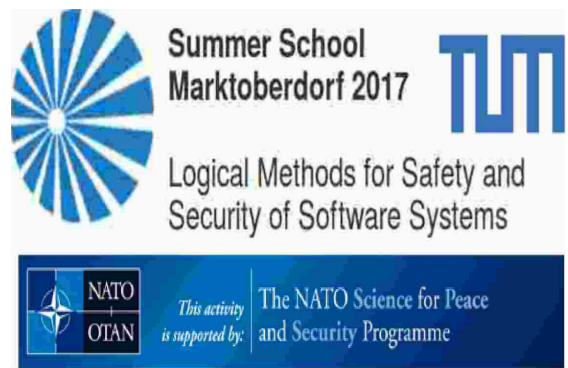 Summer School
Marktoberdorf 2017
TUM
Logical Methods for Safety and
Security of Software Systems
NATO
OTAN
This activity
is supported by:
The NATO Science for Peace
and Security Programme